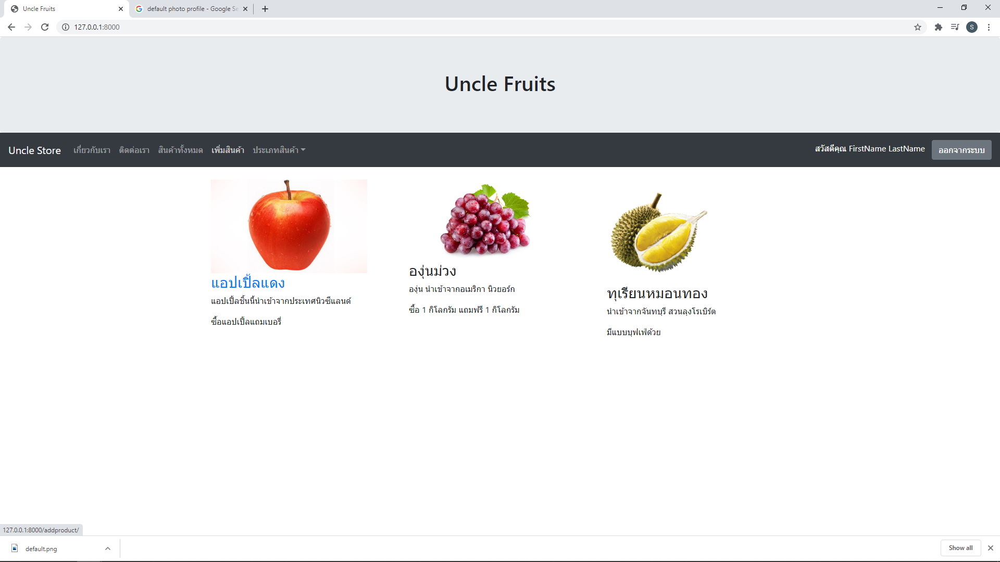 Uncle Fruits
default photo profile - Google Se
127.0.0.1:8000
S
Uncle Fruits
Uncle Store เกี่ยวกับเรา ติดต่อเรา สินค้าทั้งหมด เพิ่มสินค้า ประเภทสินค้า สวัสดีคุณ FirstName LastName ออกจากระบบ
แอปเปิ้ลแดง
แอปเปิ้ลชิ้นนี้นำเข้าจากประเทศนิวซีแลนด์
ซื้อแอปเปิ้ลแถมเบอรี่
องุ่นม่วง
องุ่น นำเข้าจากอเมริกา นิวยอร์ก
ซื้อ 1 กิโลกรัม แถมฟรี 1 กิโลกรัม
ทุเรียนหมอนทอง
นำเข้าจากจันทบุรี สวนลุงโรเบิร์ต
มีแบบบุฟเฟ่ด้วย
127.0.0.1:8000/addproduct/
default.png
Show all